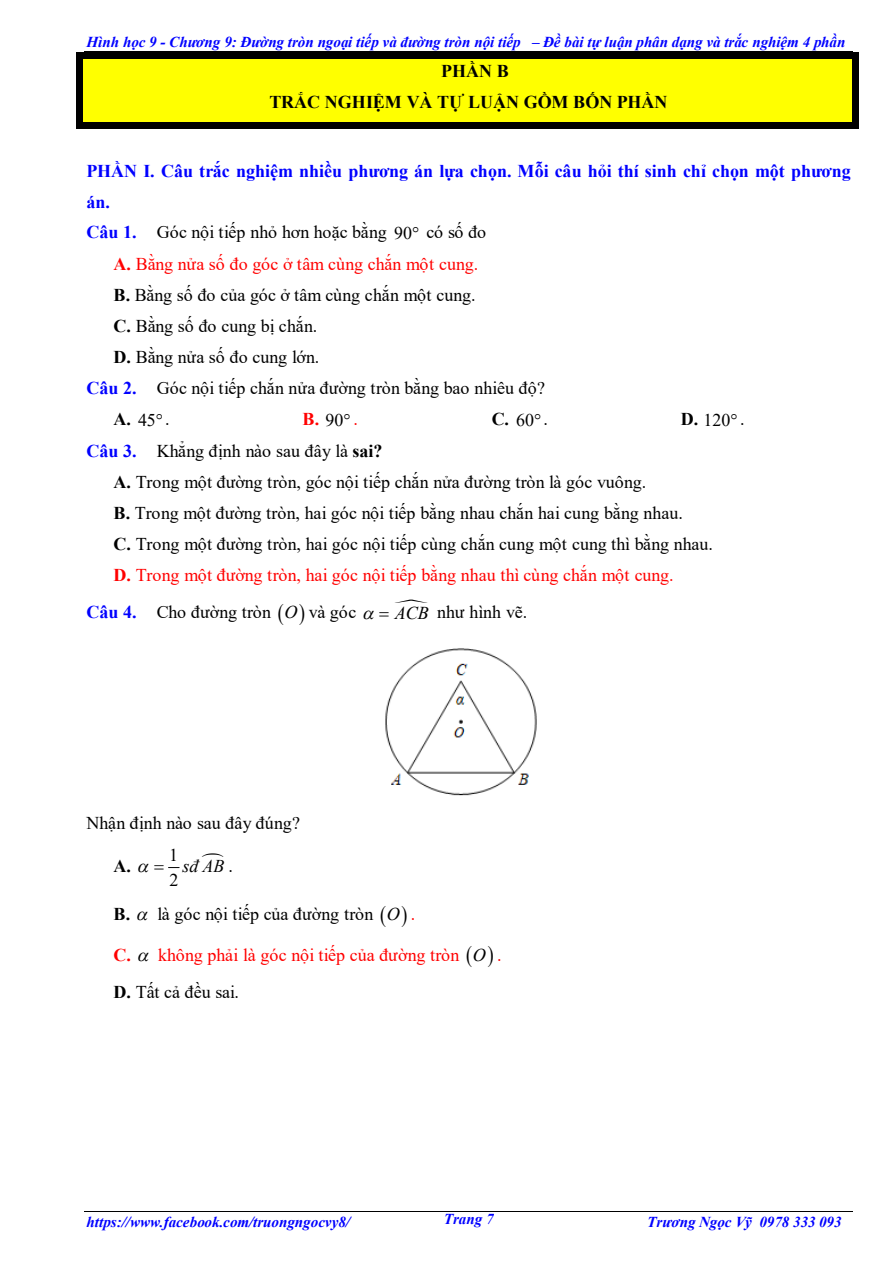 Hình học 9 - Chương 9: Đường tròn ngoại tiếp và đường tròn nội tiếp – Đề bài tự luận phân dạng và trắc nghiệm 4 phần
PHẦN B
TRẮC NGHIỆM VÀ TỰ LUẬN GỒM BỐN PHẦN
PHẦN I. Câu trắc nghiệm nhiều phương án lựa chọn. Mỗi câu hỏi thí sinh chỉ chọn một phương
án.
Câu 1. Góc nội tiếp nhỏ hơn hoặc bằng 90° có số đo
A. Bằng nửa số đo góc ở tâm cùng chắn một cung.
B. Bằng số đo của góc ở tâm cùng chắn một cung.
C. Bằng số đo cung bị chắn.
D. Bằng nửa số đo cung lớn.
Câu 2. Góc nội tiếp chắn nửa đường tròn bằng bao nhiêu độ?
A. 45°. B. 90°. C. 60°. D. 120°.
Câu 3. Khẳng định nào sau đây là sai?
A. Trong một đường tròn, góc nội tiếp chắn nửa đường tròn là góc vuông.
B. Trong một đường tròn, hai góc nội tiếp bằng nhau chắn hai cung bằng nhau.
C. Trong một đường tròn, hai góc nội tiếp cùng chắn cung một cung thì bằng nhau.
D. Trong một đường tròn, hai góc nội tiếp bằng nhau thì cùng chắn một cung.
Câu 4. Cho đường tròn (O) và góc α = \widehat{ACB} như hình vẽ.
C
α
O
A B
Nhận định nào sau đây đúng?
A. α = \frac{1}{2} sđ \overset{\frown}{AB}.
B. α là góc nội tiếp của đường tròn (O).
C. α không phải là góc nội tiếp của đường tròn (O).
D. Tất cả đều sai.
https://www.facebook.com/truongngocvy8/ Trang 7 Trương Ngọc Vỹ 0978 333 093